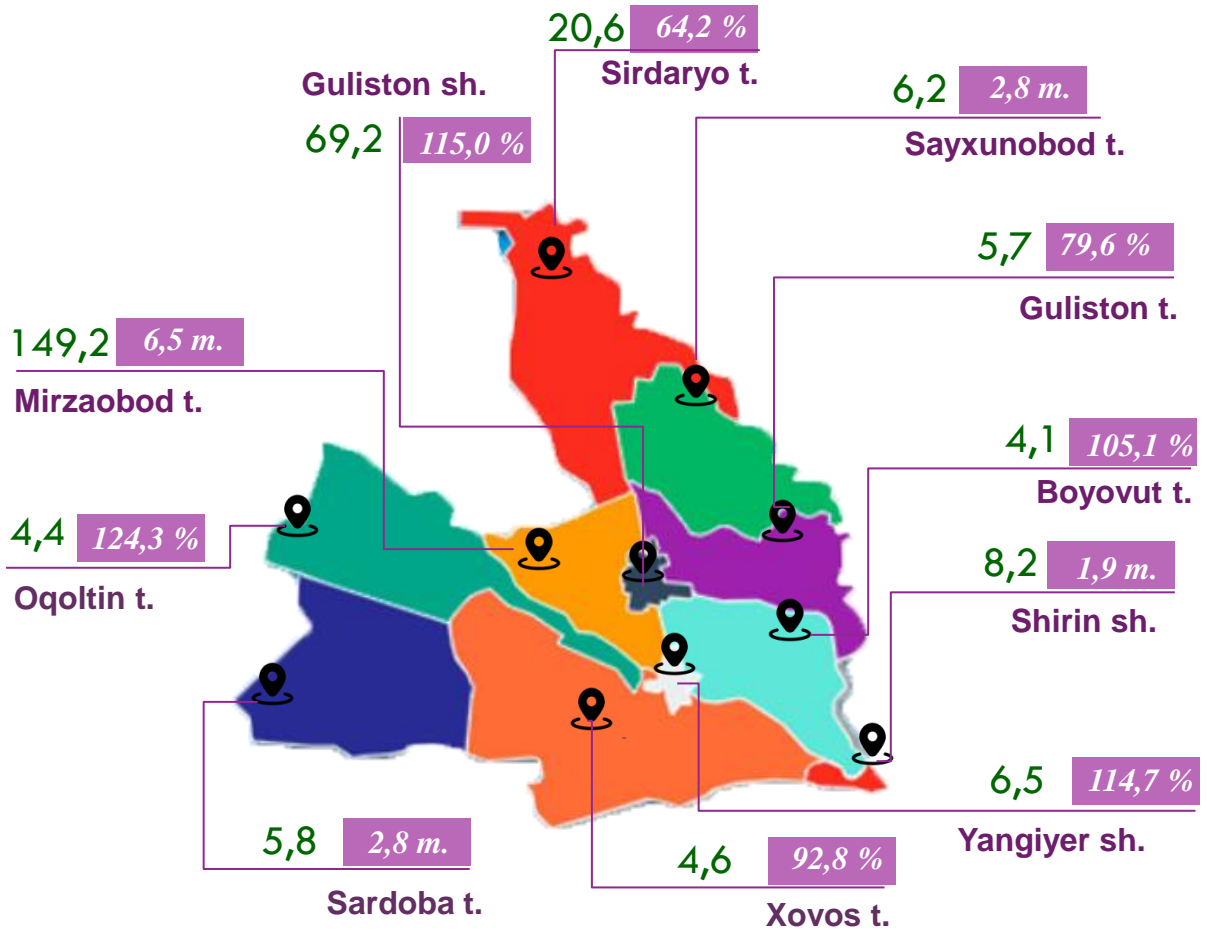 20,6 64,2 %
Sirdaryo t.
Guliston sh.
69,2 115,0 %
6,2 2,8 m.
Sayxunobod t.
5,7 79,6 %
Guliston t.
149,2 6,5 m.
Mirzaobod t.
4,1 105,1 %
Boyovut t.
4,4 124,3 %
Oqoltin t.
8,2 1,9 m.
Shirin sh.
6,5 114,7 %
Yangiyer sh.
5,8 2,8 m.
Sardoba t.
4,6 92,8 %
Xovos t.